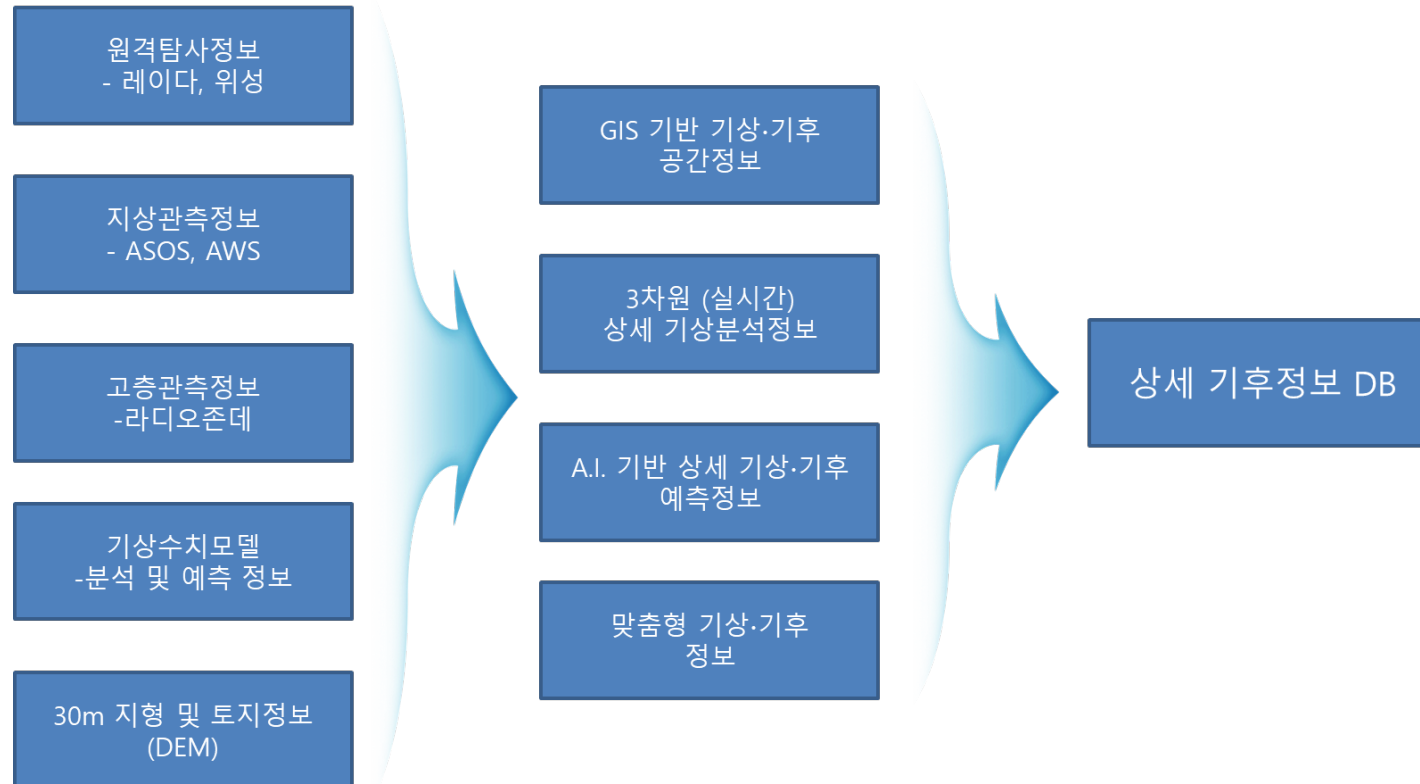 원격탐사정보
- 레이다, 위성
지상관측정보
- ASOS, AWS
고층관측정보
-라디오존데
기상수치모델
-분석 및 예측 정보
30m 지형 및 토지정보
(DEM)
GIS 기반 기상·기후
공간정보
3차원 (실시간)
상세 기상분석정보
A.I. 기반 상세 기상·기후
예측정보
맞춤형 기상·기후
정보
상세 기후정보 DB